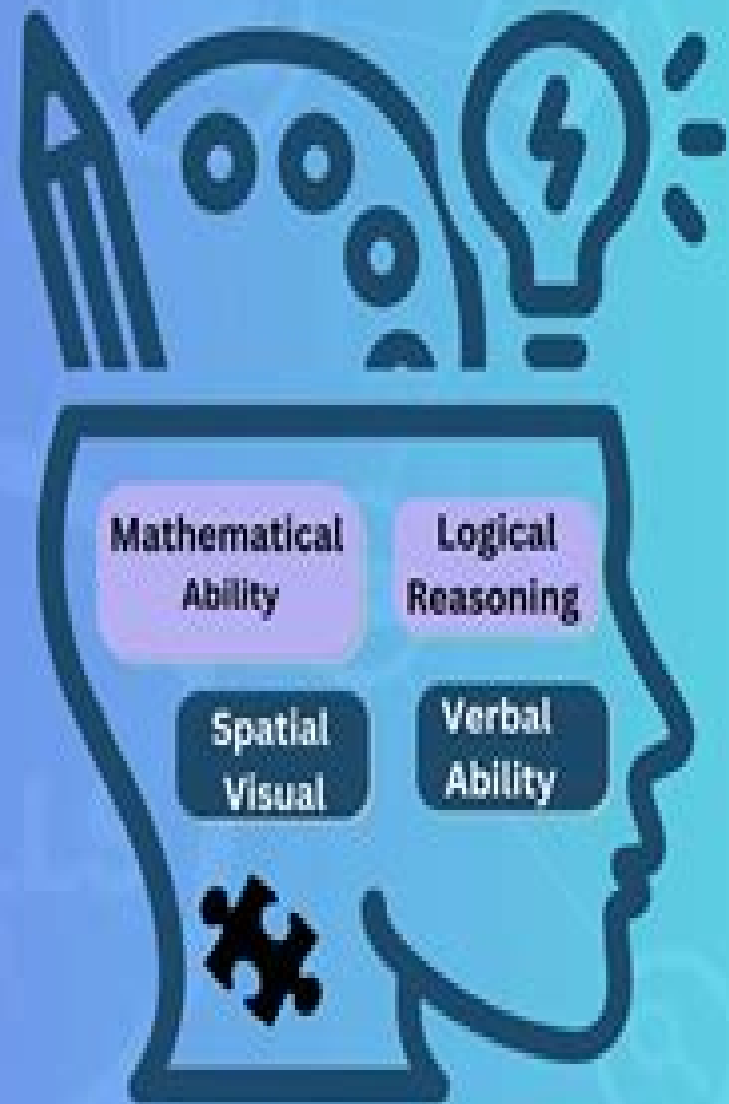 Mathematical
Ability
Logical
Reasoning
Spatial
Visual
Verbal
Ability